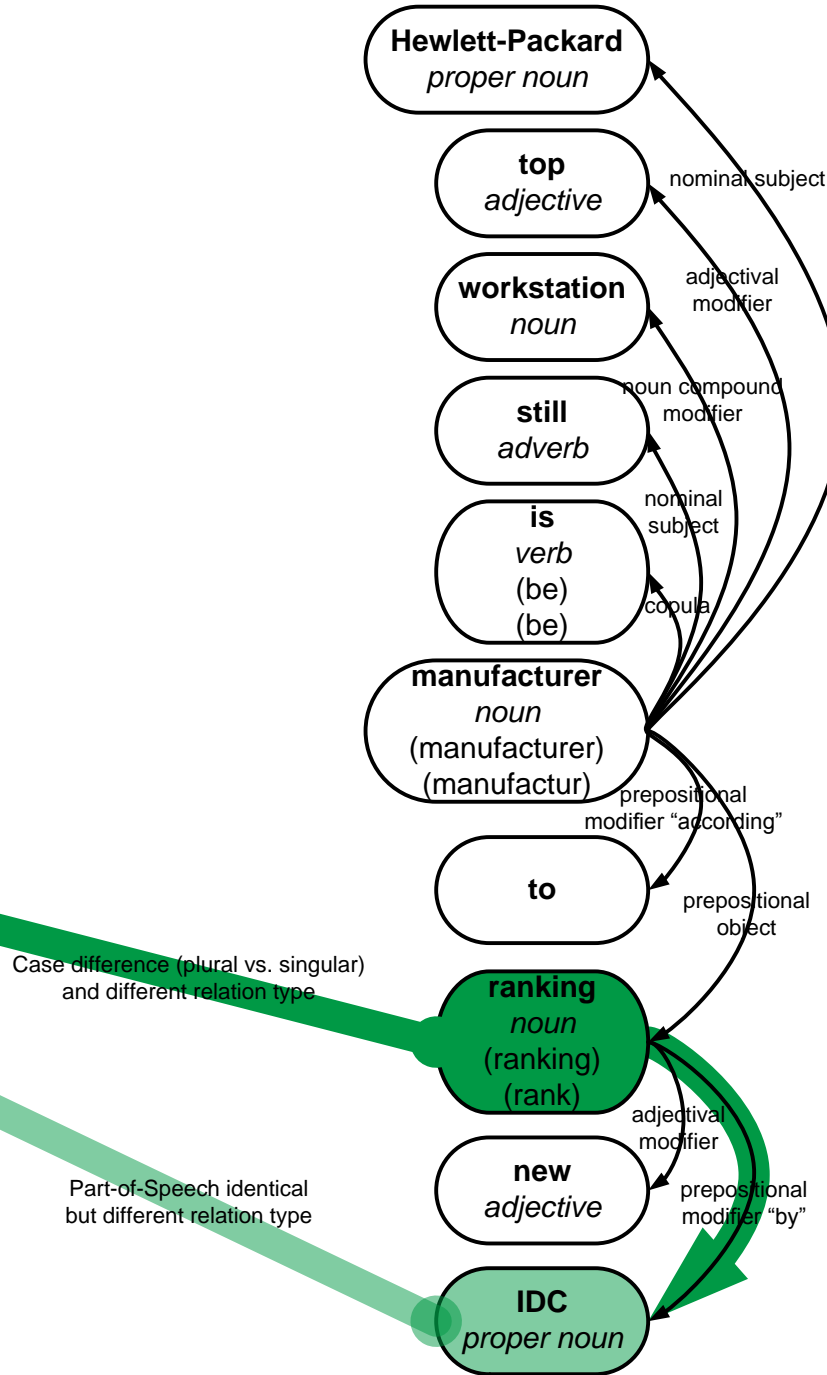 Hewlett-Packard
proper noun
nominal subject
top
adjective
adjectival
modifier
workstation
noun
noun compound
modifier
still
adverb
nominal
subject
is
verb
(be)
(be)
copula
manufacturer
noun
(manufacturer)
(manufactur)
prepositional
modifier “according”
to
prepositional
object
Case difference (plural vs. singular)
and different relation type
ranking
noun
(ranking)
(rank)
adjectival
modifier
new
adjective
prepositional
modifier “by”
Part-of-Speech identical
but different relation type
IDC
proper noun